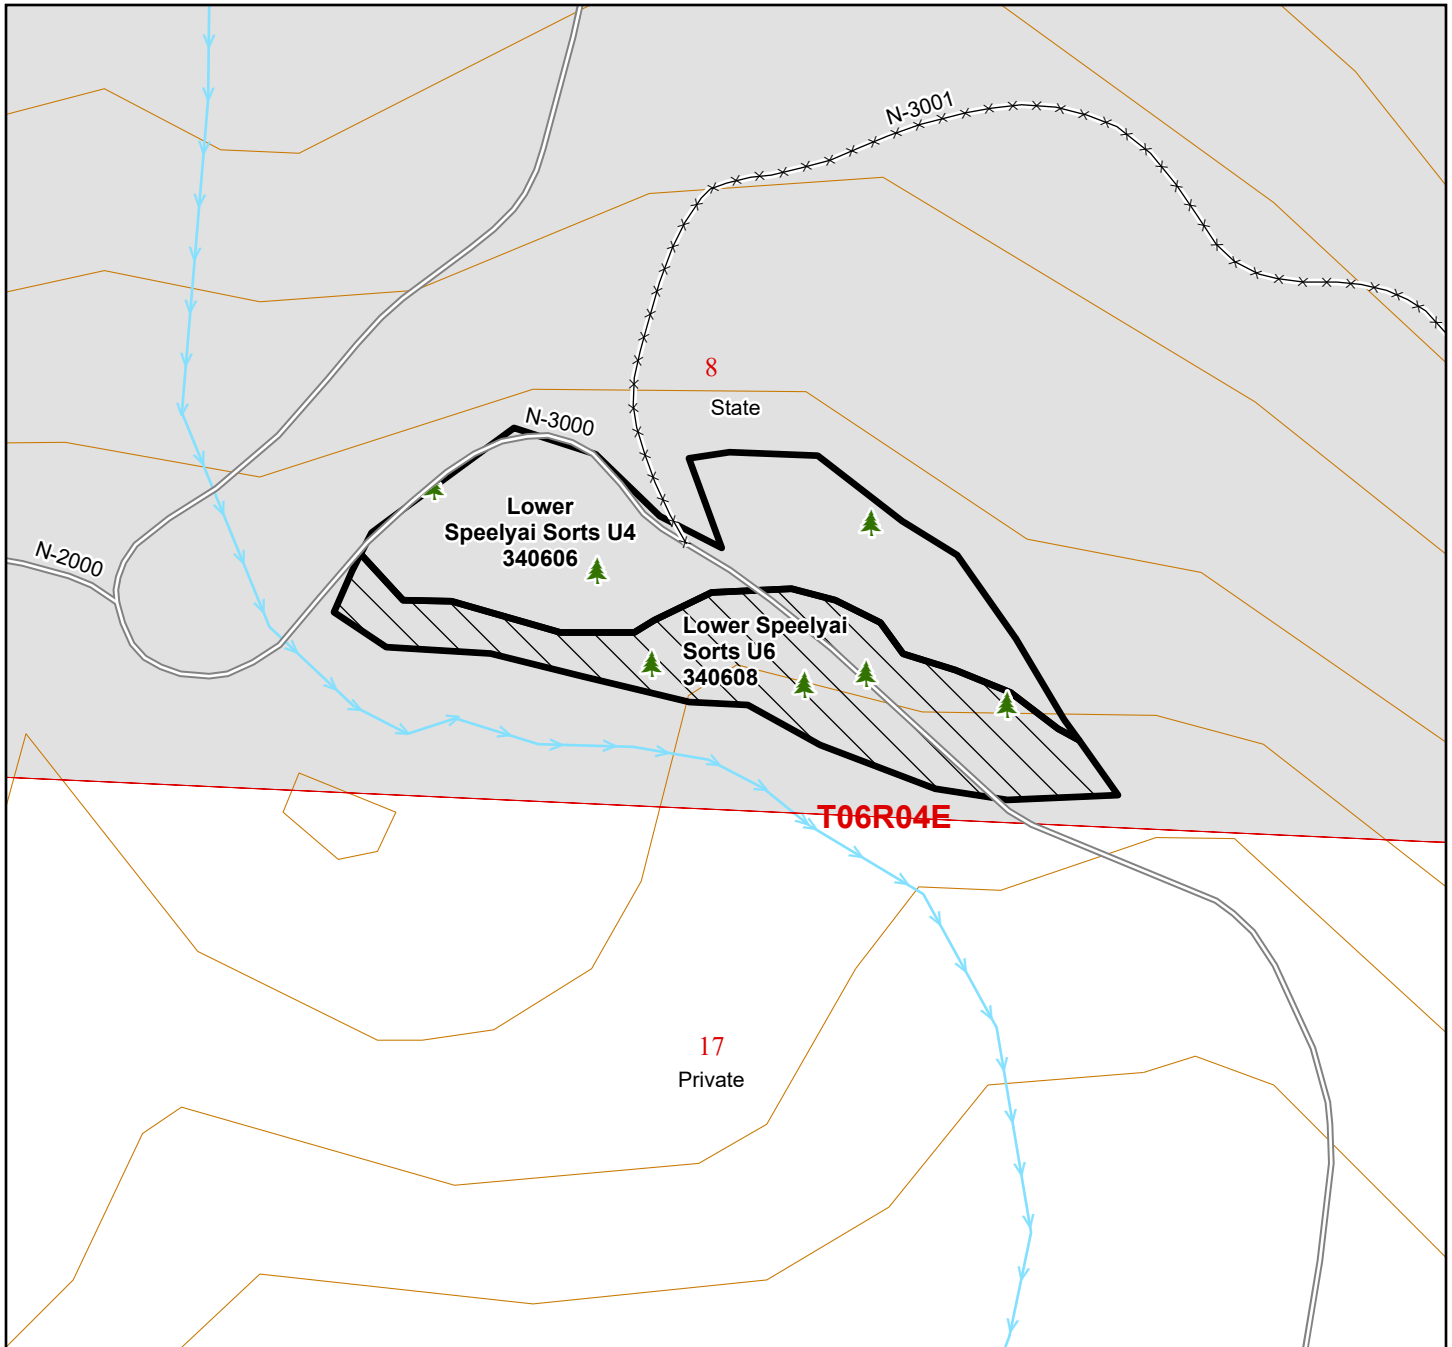 N-3001
8
State
N-3000
Lower
Speelyai Sorts U4
340606
N-2000
Lower Speelyai
Sorts U6
340608
T06R04E
17
Private